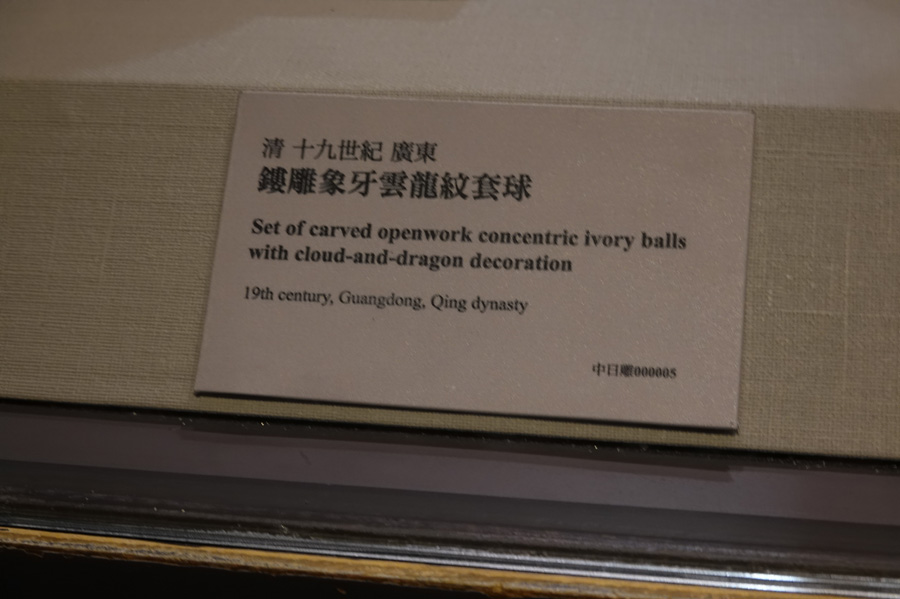 清 十九世紀 廣東
鏤雕象牙雲龍紋套球
Set of carved openwork concentric ivory balls
with cloud-and-dragon decoration
19th century, Guangdong, Qing dynasty
中日雕000005